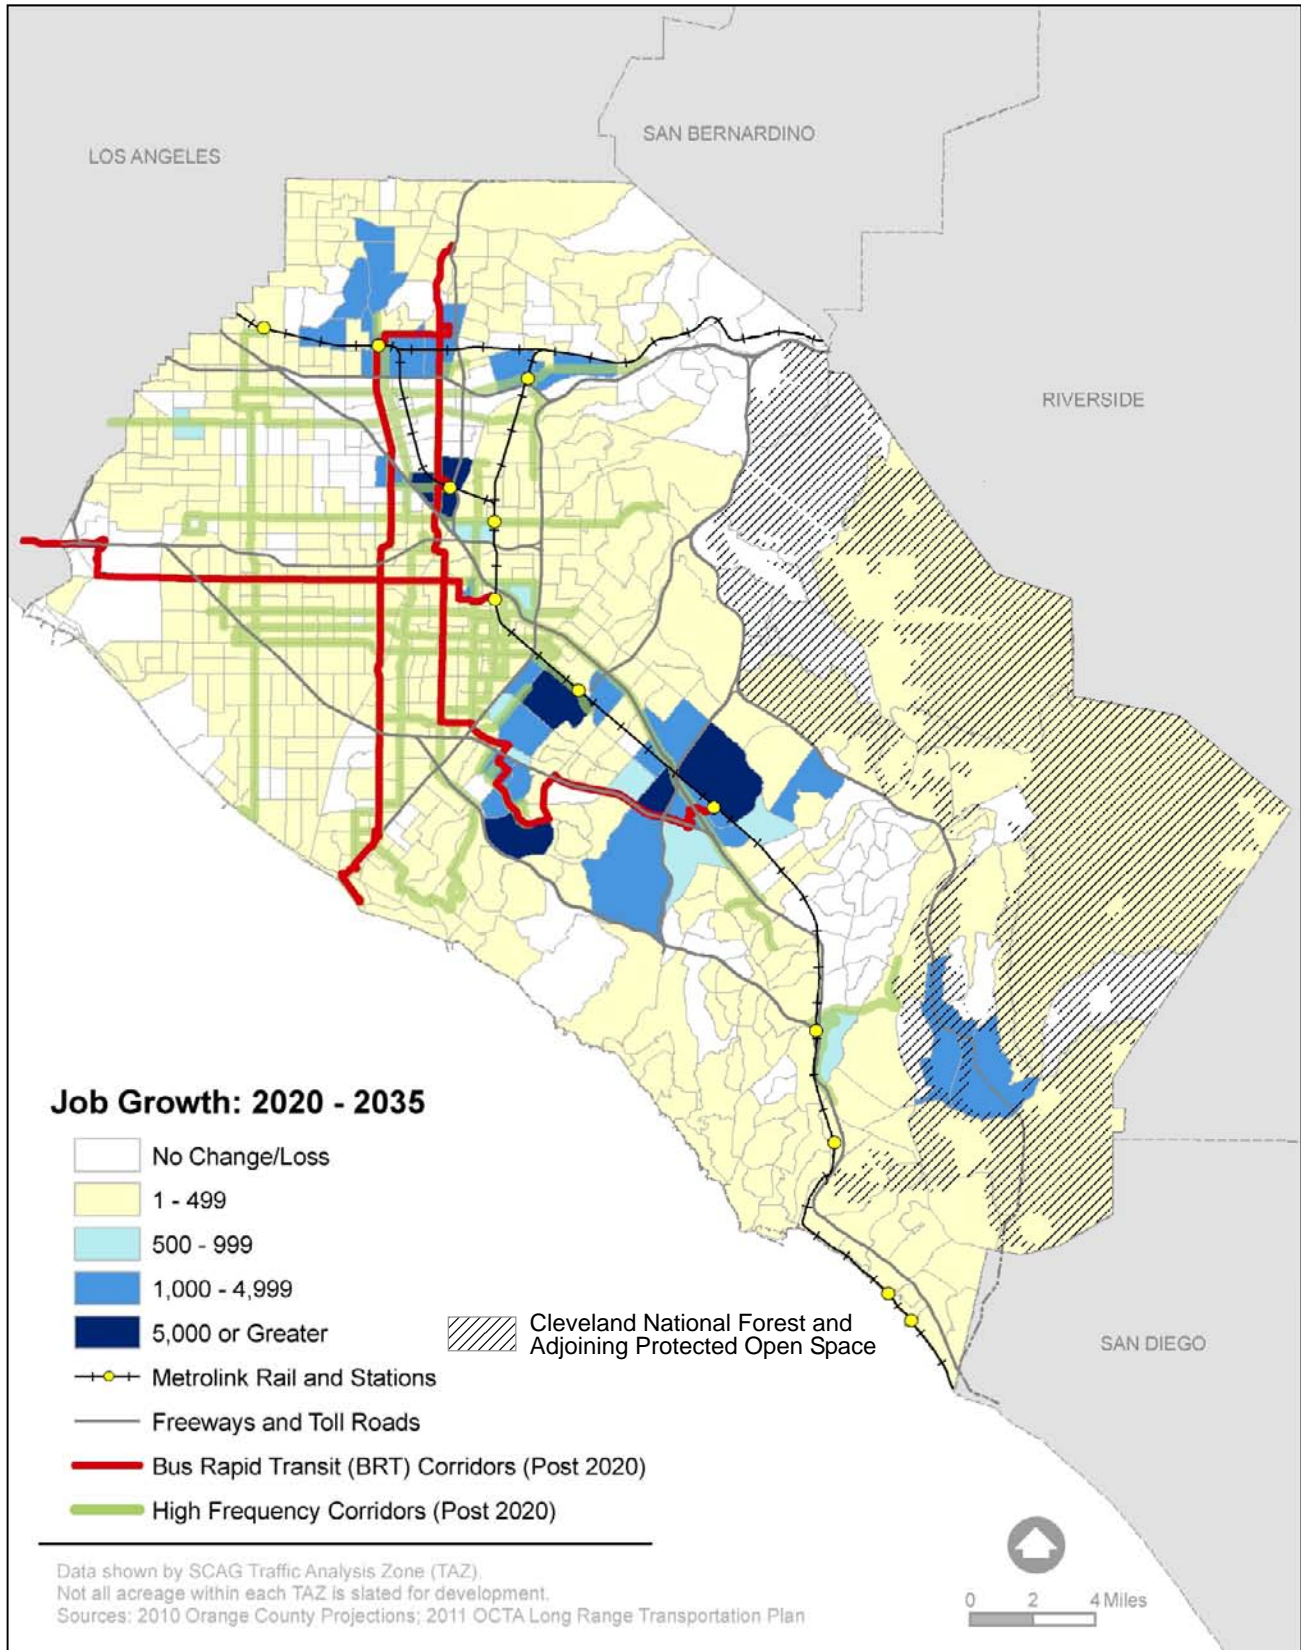 LOS ANGELES
SAN BERNARDINO
RIVERSIDE
Job Growth: 2020 - 2035
No Change/Loss
1 - 499
500 - 999
1,000 - 4,999
5,000 or Greater
Cleveland National Forest and
Adjoining Protected Open Space
SAN DIEGO
Metrolink Rail and Stations
Freeways and Toll Roads
Bus Rapid Transit (BRT) Corridors (Post 2020)
High Frequency Corridors (Post 2020)
Data shown by SCAG Traffic Analysis Zone (TAZ).
Not all acreage within each TAZ is slated for development.
Sources: 2010 Orange County Projections; 2011 OCTA Long Range Transportation Plan
0 2 4 Miles